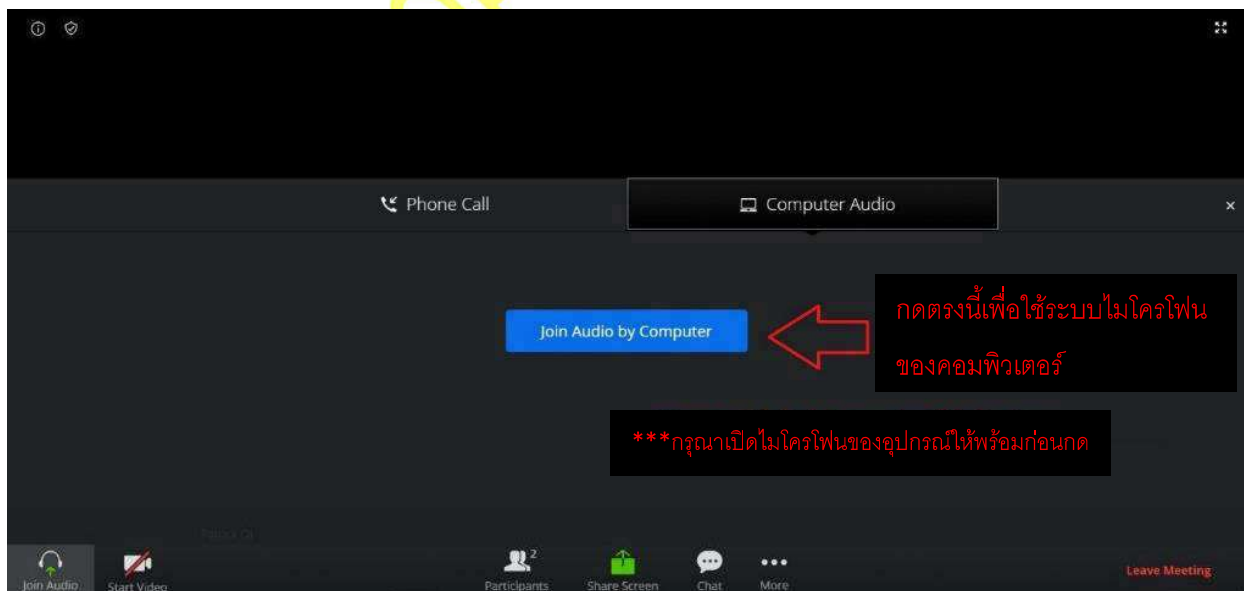 Phone Call
Computer Audio
Join Audio by Computer
กดตรงนี้เพื่อใช้ระบบไมโครโฟน
ของคอมพิวเตอร์
***กรุณาเปิดไมโครโฟนของอุปกรณ์ให้พร้อมก่อนกด
2
Join Audio
Start Video
Participants
Share Screen
Chat
More
Leave Meeting